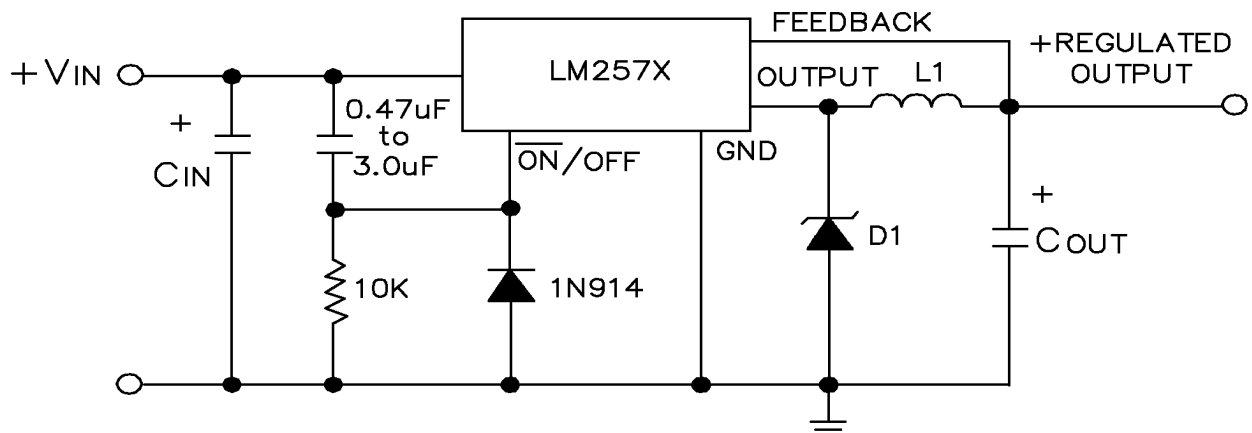 FEEDBACK
+REGULATED
OUTPUT
+VIN
LM257X
OUTPUT
L1
0.47uF
to
3.0uF
+
CIN
ON/OFF
GND
+
COUT
D1
10K
1N914